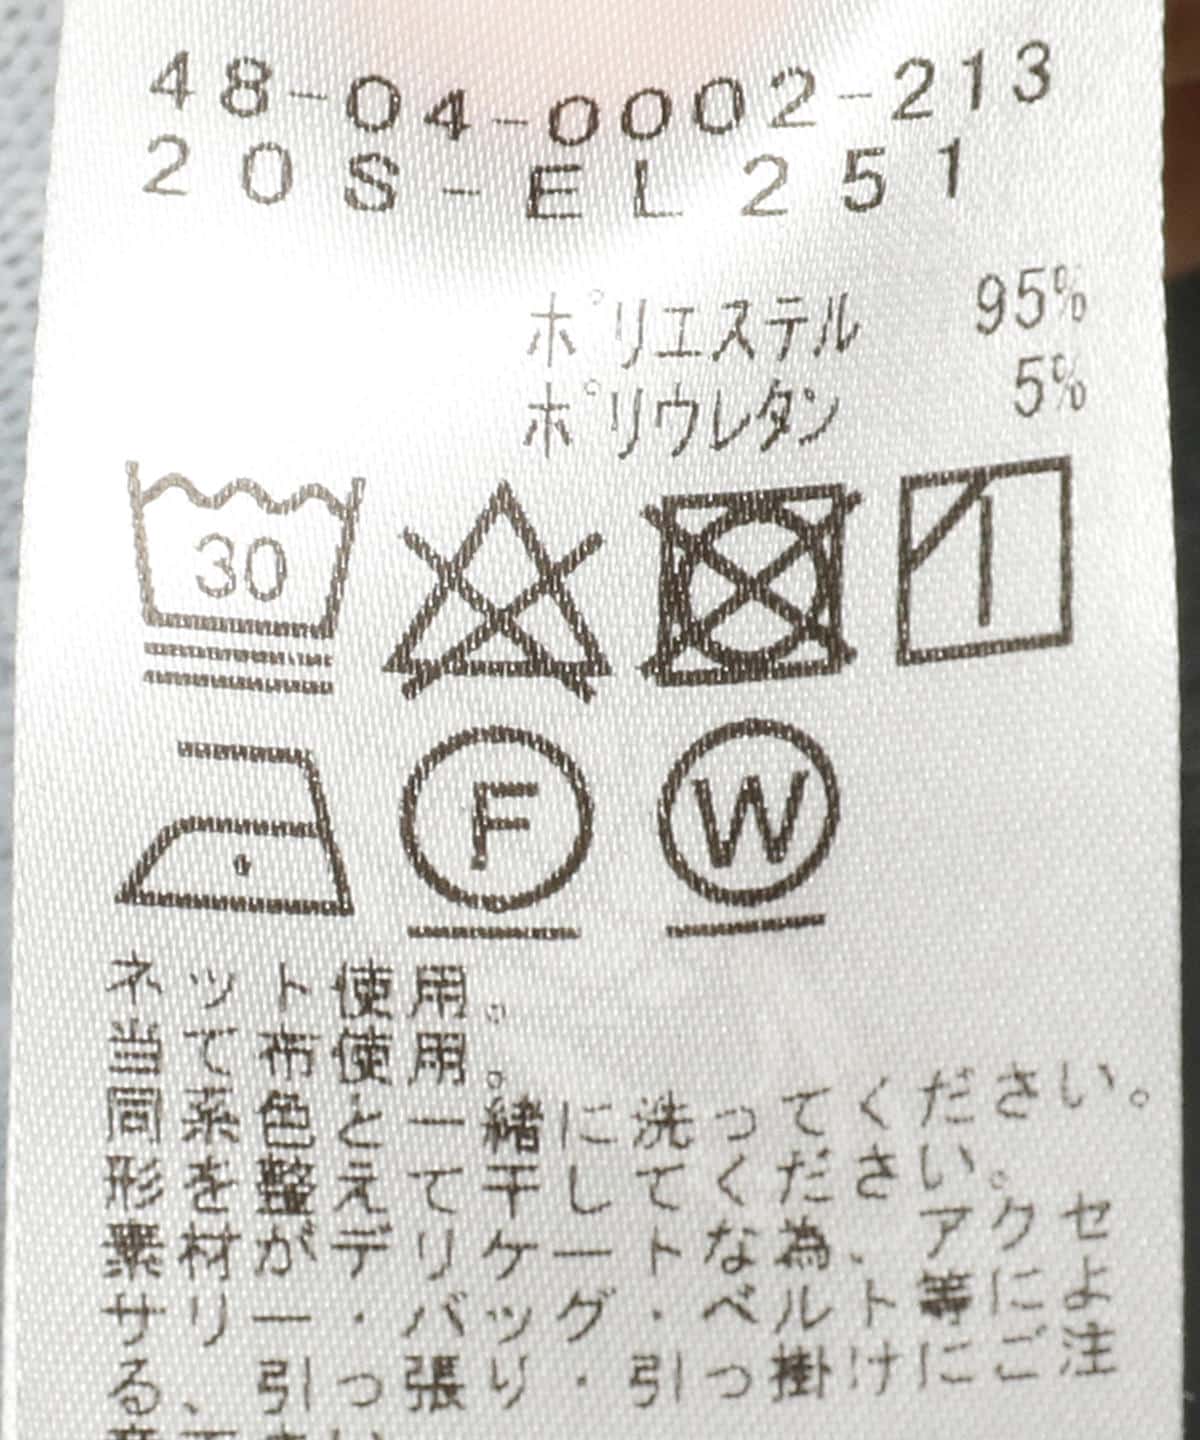 48-04-0002-213
20S-EL251
ポリエステル 95%
ポリウレタン 5%
30
F W
ネット使用。
当て布使用。
同素色と一緒に洗ってください。
形を整えて干してください。
素材がデリケートな為、アクセ
サリー・バッグ・ベルト等によ
る、引っ張り・引っ掛けにご注